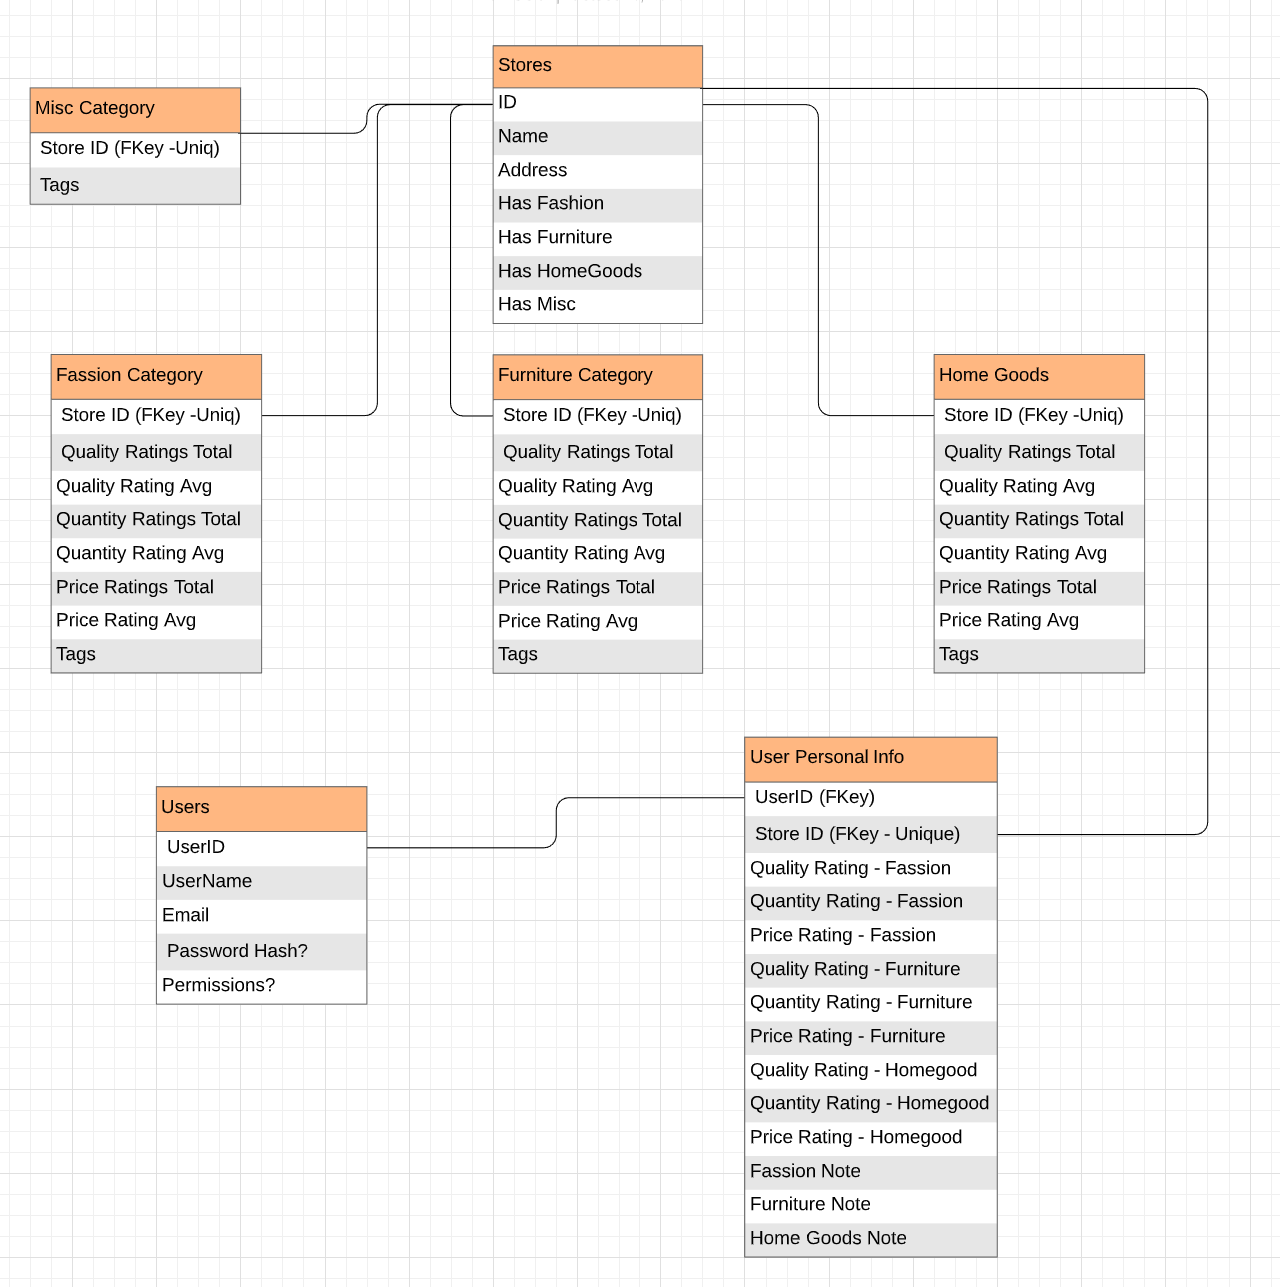 Stores
ID
Name
Address
Has Fashion
Has Furniture
Has HomeGoods
Has Misc
Misc Category
Store ID (FKey -Uniq)
Tags
Fassion Category
Store ID (FKey -Uniq)
Quality Ratings Total
Quality Rating Avg
Quantity Ratings Total
Quantity Rating Avg
Price Ratings Total
Price Rating Avg
Tags
Furniture Category
Store ID (FKey -Uniq)
Quality Ratings Total
Quality Rating Avg
Quantity Ratings Total
Quantity Rating Avg
Price Ratings Total
Price Rating Avg
Tags
Home Goods
Store ID (FKey -Uniq)
Quality Ratings Total
Quality Rating Avg
Quantity Ratings Total
Quantity Rating Avg
Price Ratings Total
Price Rating Avg
Tags
Users
UserID
UserName
Email
Password Hash?
Permissions?
User Personal Info
UserID (FKey)
Store ID (FKey - Unique)
Quality Rating - Fassion
Quantity Rating - Fassion
Price Rating - Fassion
Quality Rating - Furniture
Quantity Rating - Furniture
Price Rating - Furniture
Quality Rating - Homegood
Quantity Rating - Homegood
Price Rating - Homegood
Fassion Note
Furniture Note
Home Goods Note